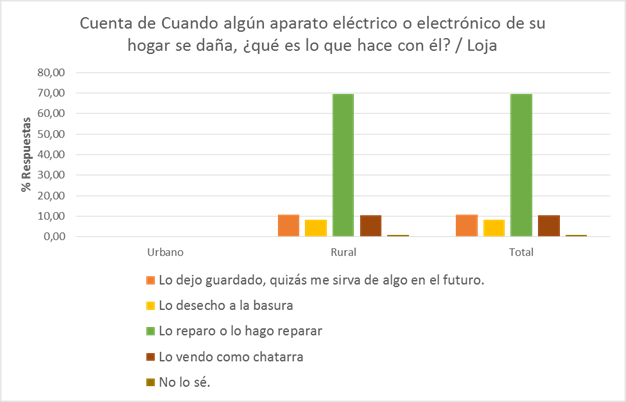 Cuenta de Cuando algún aparato eléctrico o electrónico de su
hogar se daña, ¿qué es lo que hace con él? / Loja
% Respuestas
80,00
70,00
60,00
50,00
40,00
30,00
20,00
10,00
0,00
Urbano
Rural
Total
Lo dejo guardado, quizás me sirva de algo en el futuro.
Lo desecho a la basura
Lo reparo o lo hago reparar
Lo vendo como chatarra
No lo sé.